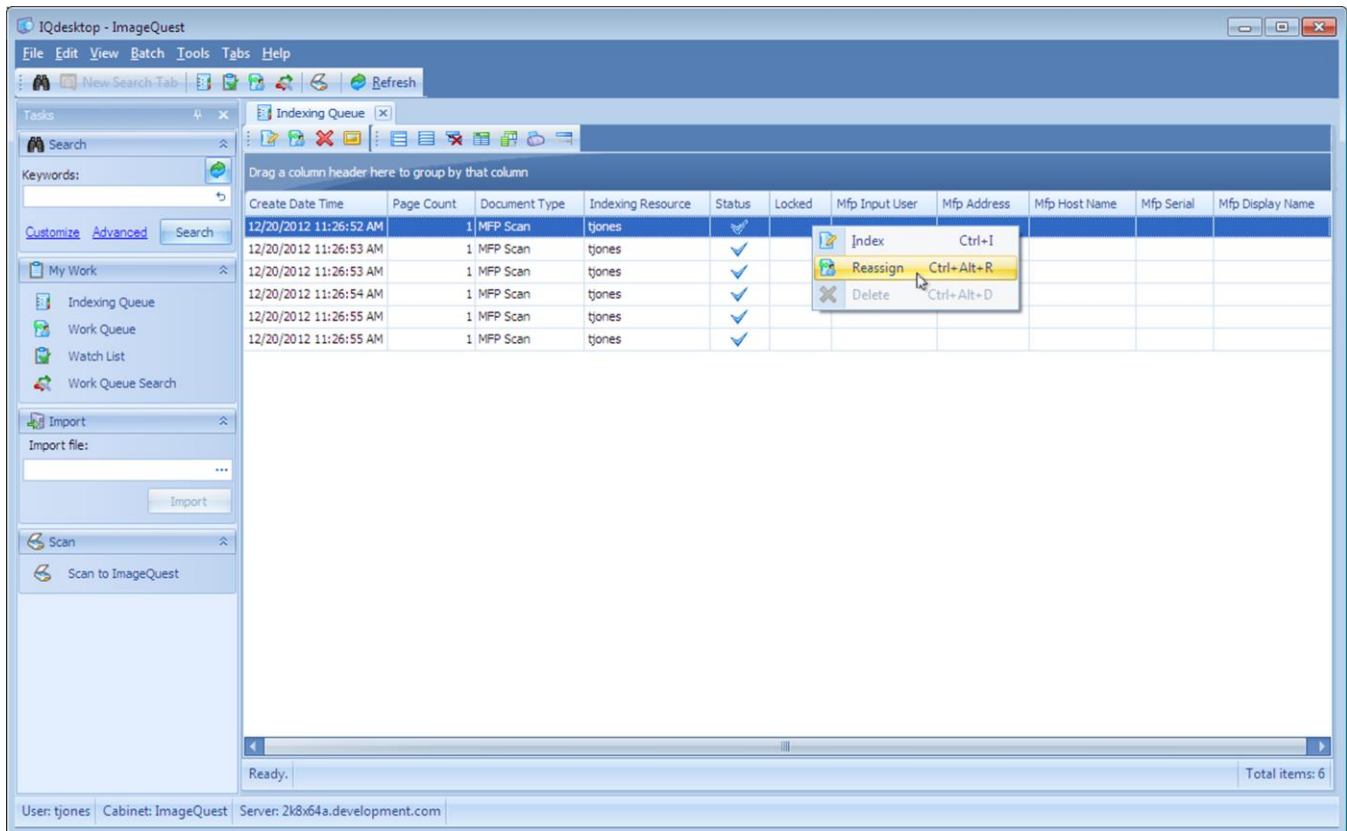 IQdesktop - ImageQuest
File Edit View Batch Tools Tabs Help
New Search Tab Refresh
Tasks
Search
Keywords:
Customize Advanced Search
My Work
Indexing Queue
Work Queue
Watch List
Work Queue Search
Import
Import file:
...
Import
Scan
Scan to ImageQuest
Indexing Queue
Drag a column header here to group by that column
Create Date Time Page Count Document Type Indexing Resource Status Locked Mfp Input User Mfp Address Mfp Host Name Mfp Serial Mfp Display Name
12/20/2012 11:26:52 AM 1 MFP Scan tjones
12/20/2012 11:26:53 AM 1 MFP Scan tjones
12/20/2012 11:26:53 AM 1 MFP Scan tjones
12/20/2012 11:26:54 AM 1 MFP Scan tjones
12/20/2012 11:26:55 AM 1 MFP Scan tjones
12/20/2012 11:26:55 AM 1 MFP Scan tjones
Index Ctrl+I
Reassign Ctrl+Alt+R
Delete Ctrl+Alt+D
Ready. Total items: 6
User: tjones Cabinet: ImageQuest Server: 2k8x64a.development.com